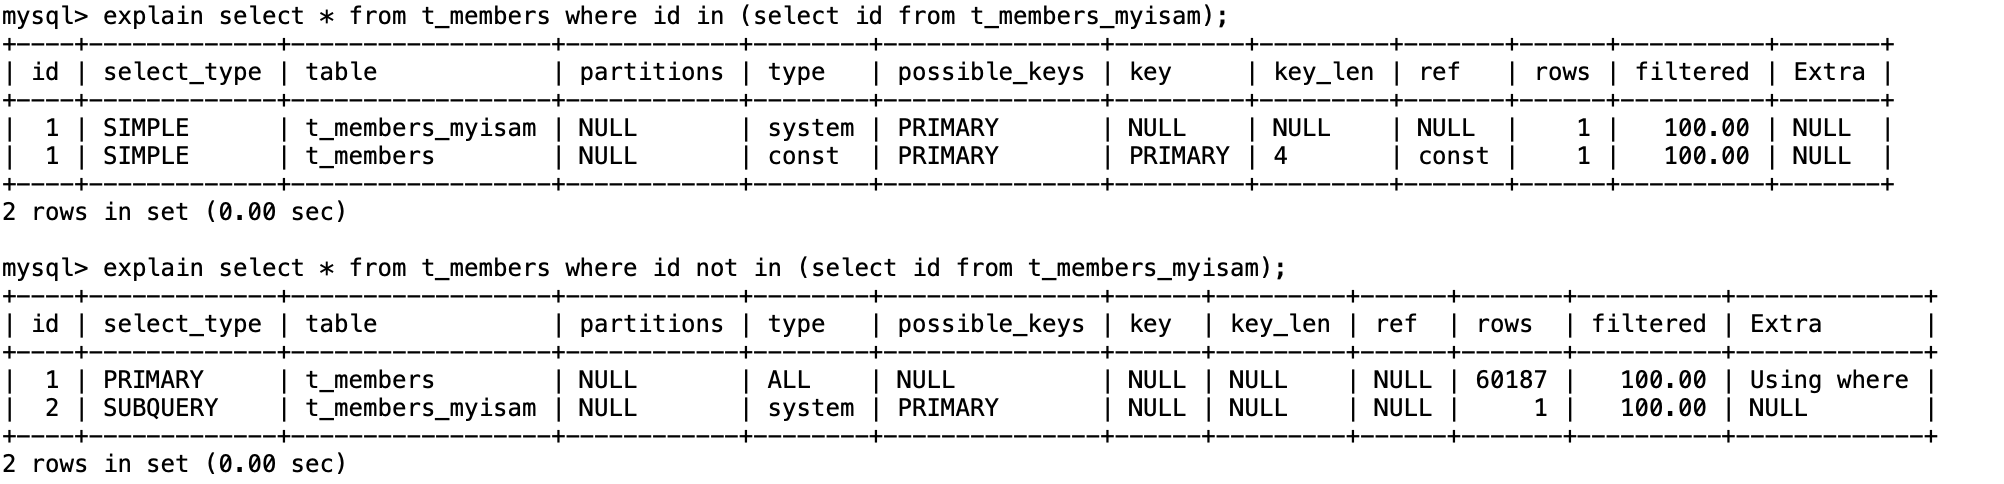 mysql> explain select * from t_members where id in (select id from t_members_myisam);
+----+-------------+------------------+------------+--------+---------------+---------+---------+-------+------+----------+-------+
| id | select_type | table            | partitions | type   | possible_keys | key     | key_len | ref   | rows | filtered | Extra |
+----+-------------+------------------+------------+--------+---------------+---------+---------+-------+------+----------+-------+
|  1 | SIMPLE      | t_members_myisam | NULL       | system | PRIMARY       | NULL    | NULL    | NULL  |    1 |   100.00 | NULL  |
|  1 | SIMPLE      | t_members        | NULL       | const  | PRIMARY       | PRIMARY | 4       | const |    1 |   100.00 | NULL  |
+----+-------------+------------------+------------+--------+---------------+---------+---------+-------+------+----------+-------+
2 rows in set (0.00 sec)

mysql> explain select * from t_members where id not in (select id from t_members_myisam);
+----+-------------+------------------+------------+--------+---------------+------+---------+------+-------+----------+-------------+
| id | select_type | table            | partitions | type   | possible_keys | key  | key_len | ref  | rows  | filtered | Extra       |
+----+-------------+------------------+------------+--------+---------------+------+---------+------+-------+----------+-------------+
|  1 | PRIMARY     | t_members        | NULL       | ALL    | NULL          | NULL | NULL    | NULL | 60187 |   100.00 | Using where |
|  2 | SUBQUERY    | t_members_myisam | NULL       | system | PRIMARY       | NULL | NULL    | NULL |     1 |   100.00 | NULL        |
+----+-------------+------------------+------------+--------+---------------+------+---------+------+-------+----------+-------------+
2 rows in set (0.00 sec)